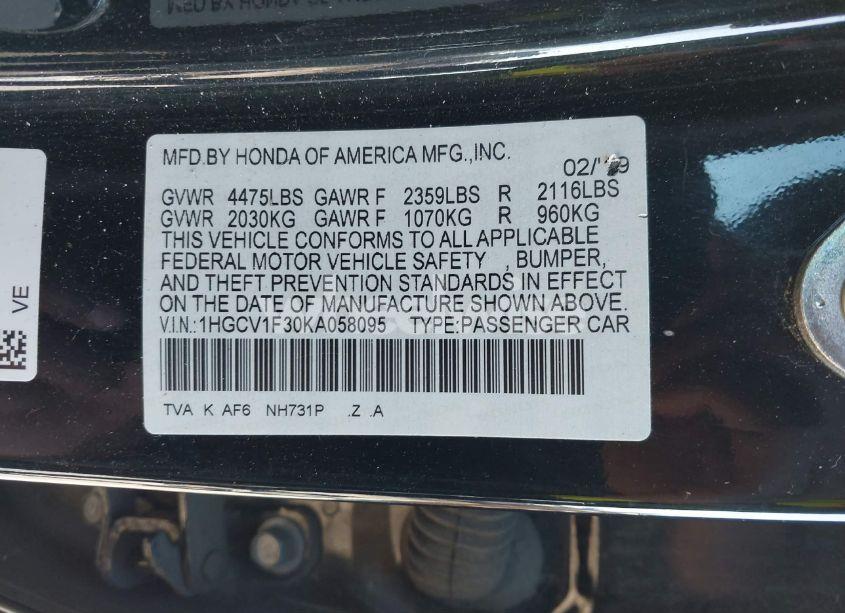 MFD.BY HONDA OF AMERICA MFG.,INC.
02/'19
GVWR 4475LBS GAWR F 2359LBS R 2116LBS
GVWR 2030KG GAWR F 1070KG R 960KG
THIS VEHICLE CONFORMS TO ALL APPLICABLE
FEDERAL MOTOR VEHICLE SAFETY , BUMPER,
AND THEFT PREVENTION STANDARDS IN EFFECT
ON THE DATE OF MANUFACTURE SHOWN ABOVE.
V.I.N.:1HGCV1F30KA058095 TYPE:PASSENGER CAR
TVA K AF6 NH731P .Z .A
VE